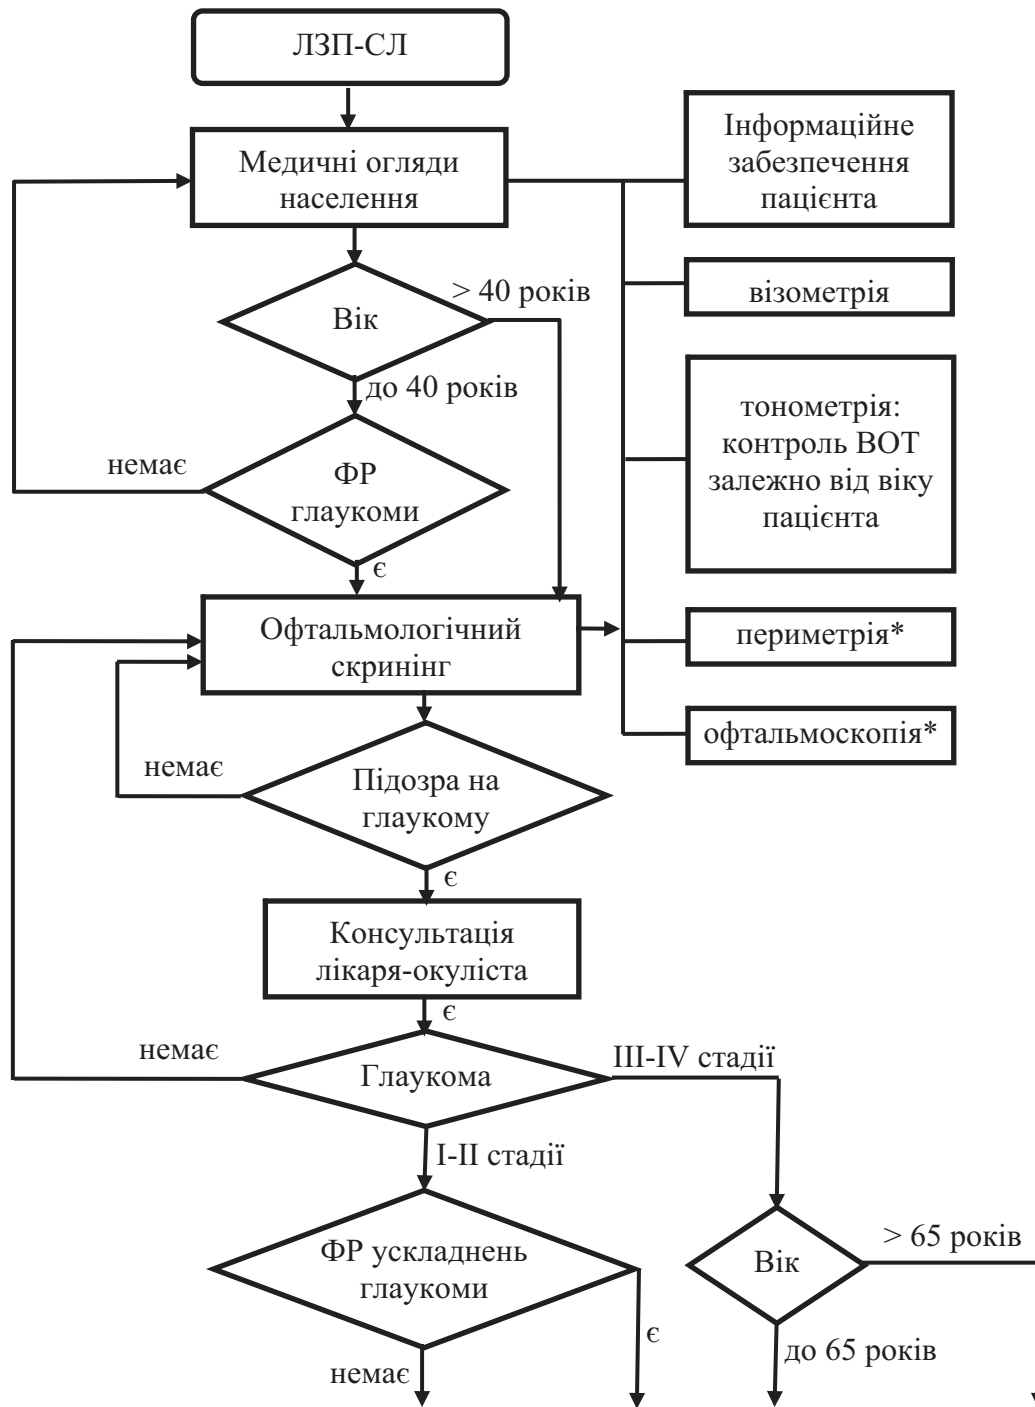 ЛЗП-СЛ
Медичні огляди
населення
Інформаційне
забезпечення
пацієнта
> 40 років
Вік
візометрія
до 40 років
тонометрія:
контроль ВОТ
залежно від віку
пацієнта
немає
ФР
глаукоми
є
Офтальмологічний
скринінг
периметрія*
офтальмоскопія*
немає
Підозра на
глаукому
є
Консультація
лікаря-окуліста
є
немає
Глаукома
III-IV стадії
I-II стадії
ФР ускладнень
глаукоми
Вік
> 65 років
є
до 65 років
немає